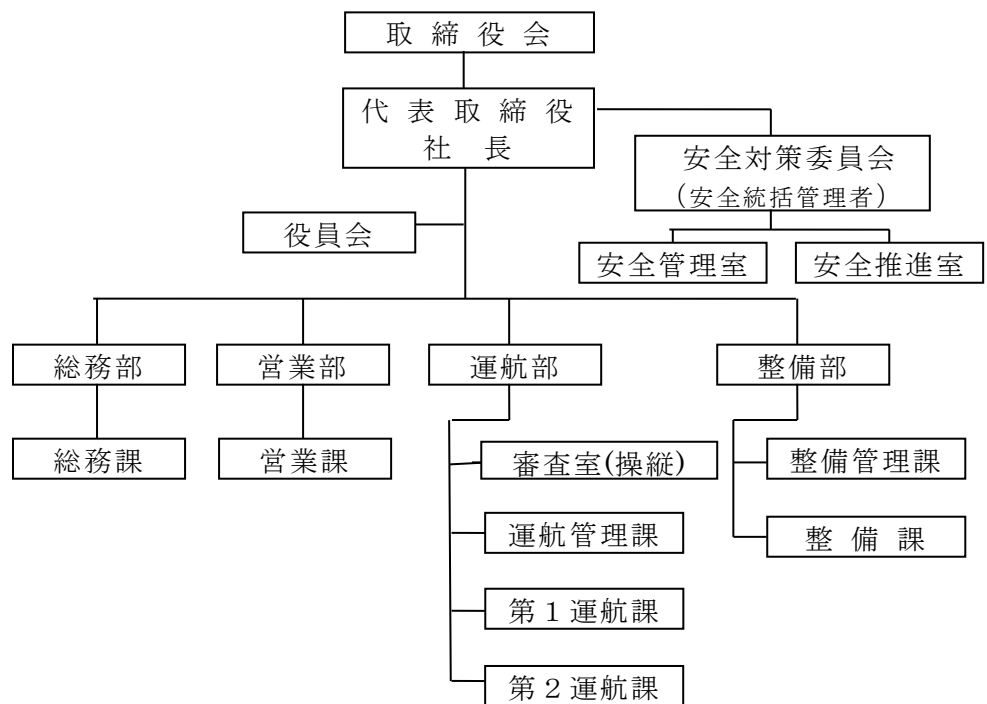 取締役会
代表取締役
社長
安全対策委員会
（安全統括管理者）
役員会
安全管理室
安全推進室
総務部
営業部
運航部
整備部
総務課
営業課
審査室(操縦)
整備管理課
運航管理課
整備課
第１運航課
第２運航課